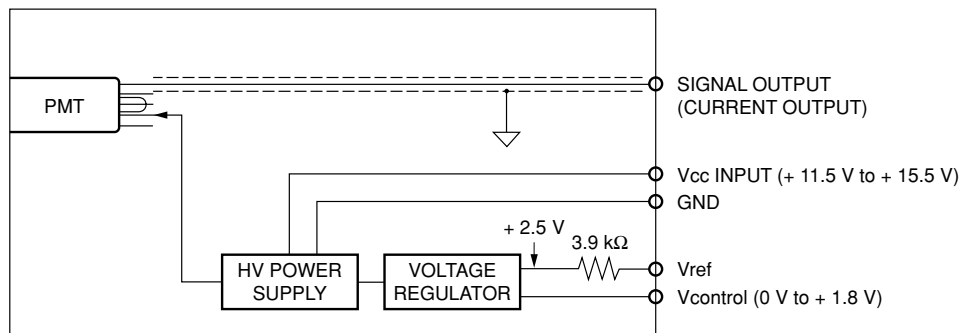 PMT
SIGNAL OUTPUT
(CURRENT OUTPUT)
Vcc INPUT (+ 11.5 V to + 15.5 V)
GND
+ 2.5 V
3.9 kΩ
HV POWER
SUPPLY
VOLTAGE
REGULATOR
Vref
Vcontrol (0 V to + 1.8 V)